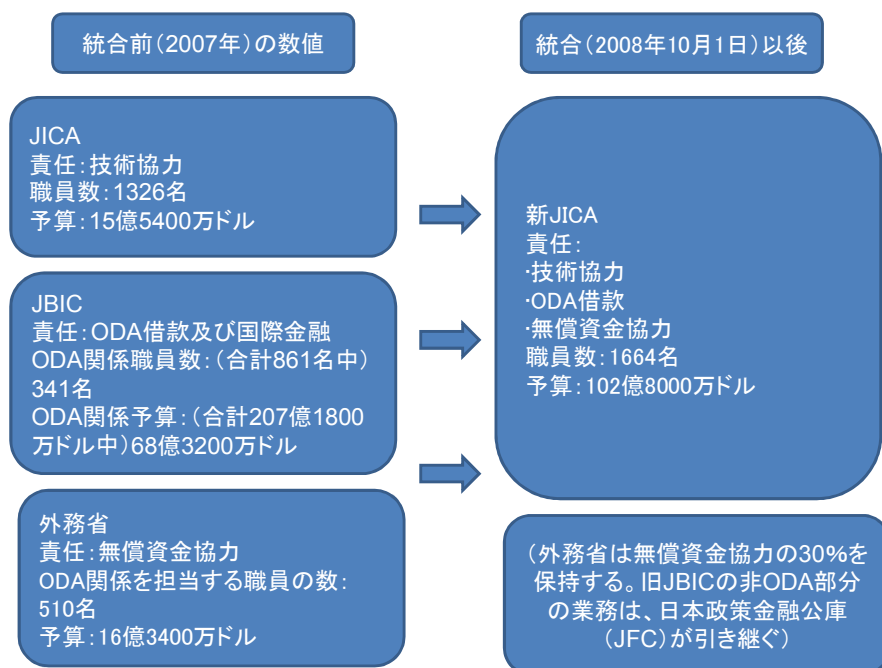 統合前(2007年)の数値
統合(2008年10月1日)以後
JICA
責任:技術協力
職員数:1326名
予算:15億5400万ドル
JBIC
責任:ODA借款及び国際金融
ODA関係職員数:(合計861名中)
341名
ODA関係予算:(合計207億1800
万ドル中)68億3200万ドル
外務省
責任:無償資金協力
ODA関係を担当する職員の数:
510名
予算:16億3400万ドル
新JICA
責任:
·技術協力
·ODA借款
·無償資金協力
職員数:1664名
予算:102億8000万ドル
(外務省は無償資金協力の30%を
保持する。旧JBICの非ODA部分
の業務は、日本政策金融公庫
(JFC)が引き継ぐ)